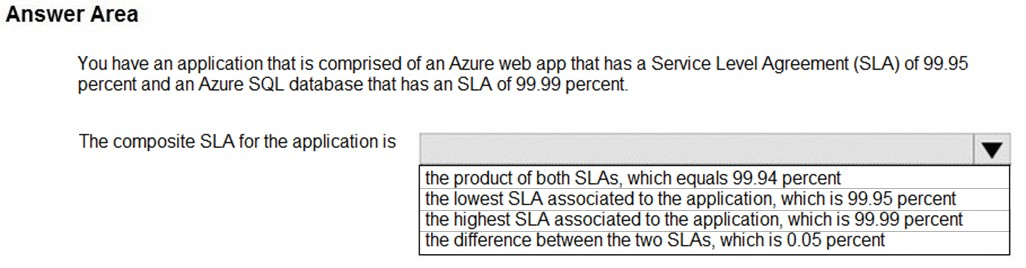 Answer Area
You have an application that is comprised of an Azure web app that has a Service Level Agreement (SLA) of 99.95
percent and an Azure SQL database that has an SLA of 99.99 percent.
The composite SLA for the application is
the product of both SLAs, which equals 99.94 percent
the lowest SLA associated to the application, which is 99.95 percent
the highest SLA associated to the application, which is 99.99 percent
the difference between the two SLAs, which is 0.05 percent